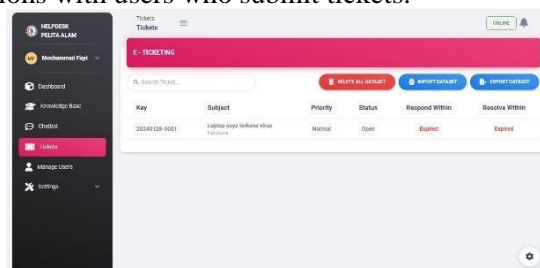 ons with users who submit tickets.
HELPDESK
PELITA ALAM
Tickets
Tickets
ONLINE
Mochammad Fiqri
E - TICKETING
Dashboard
Knowledge Base
Chatbot
Tickets
Manage Users
Settings
Search Ticket...
DELETE ALL DATASET
IMPORT DATASET
EXPORT DATASET
Key Subject Priority Status Respond Within Resolve Within
20240128-0001 Laptop saya terkena virus Normal Open Expired Expired